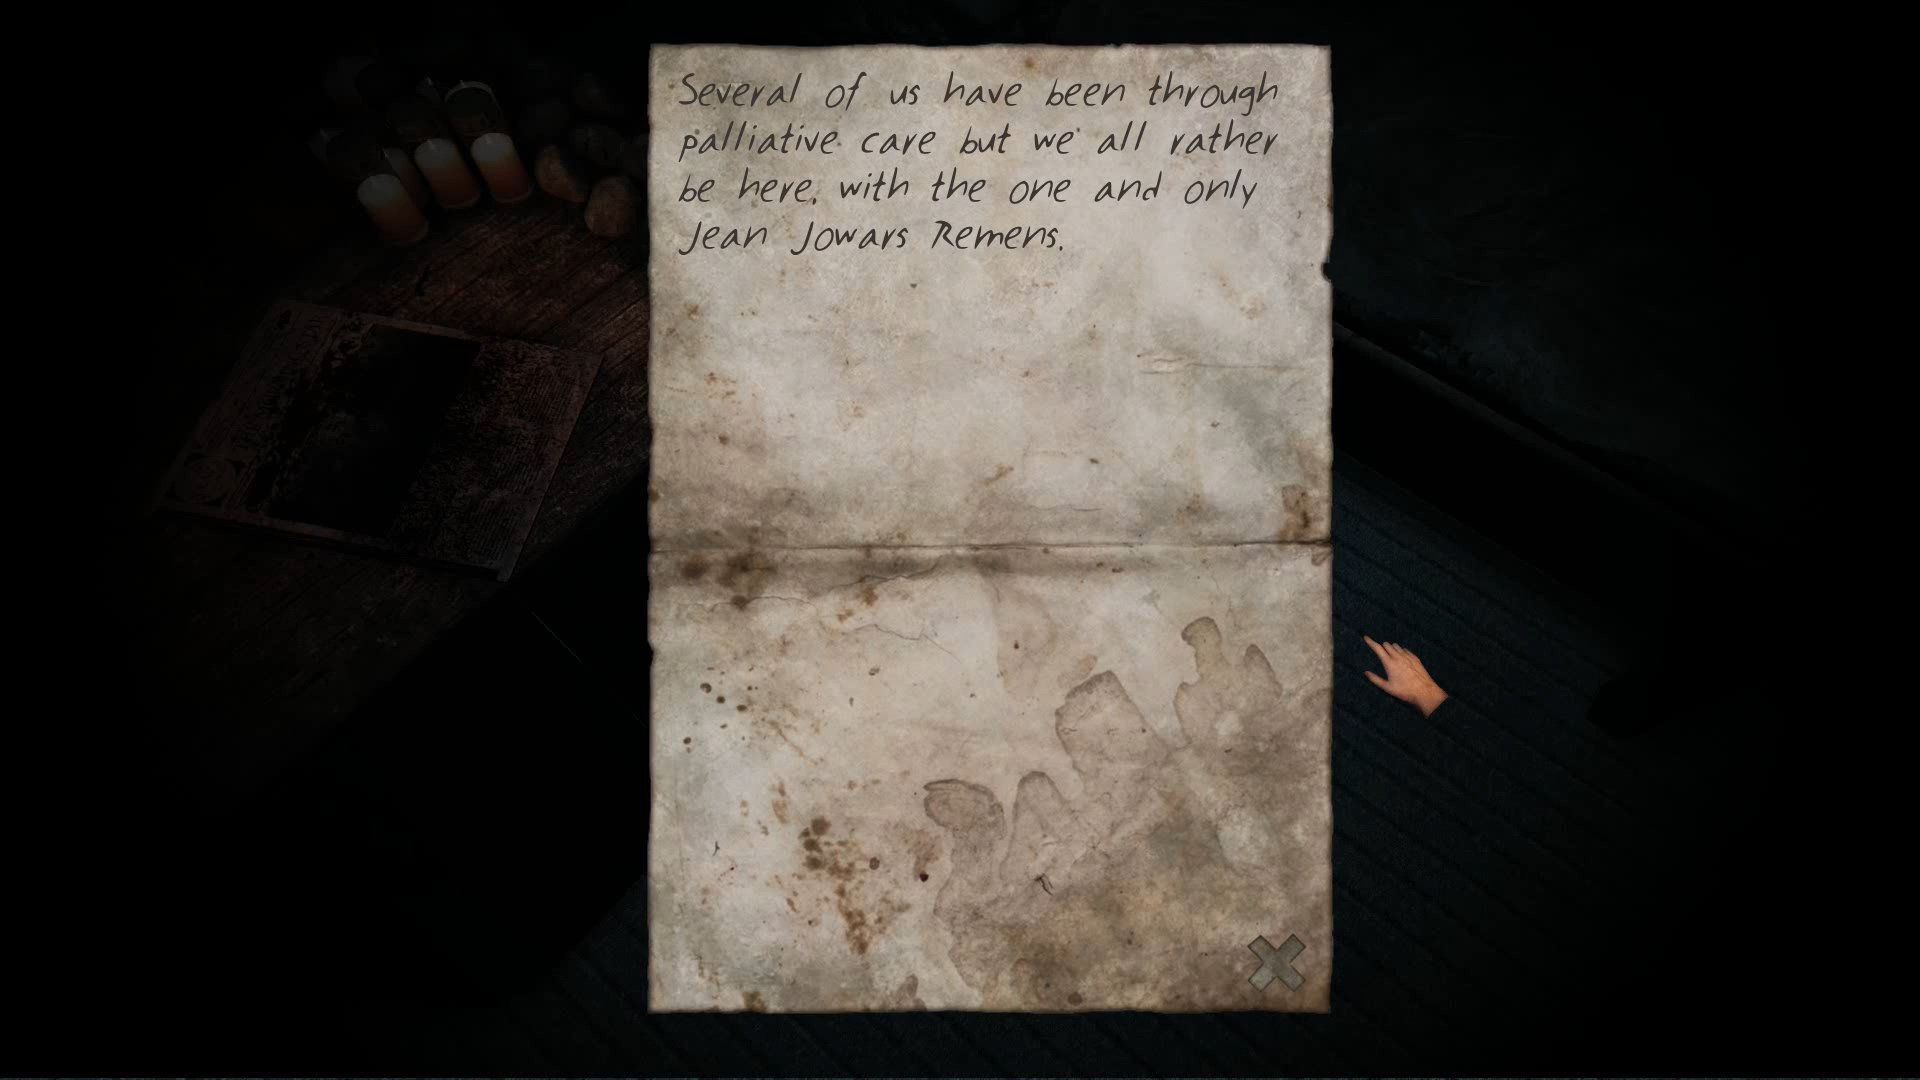 Several of us have been through
palliative care but we all rather
be here, with the one and only
Jean Jowars Remens.